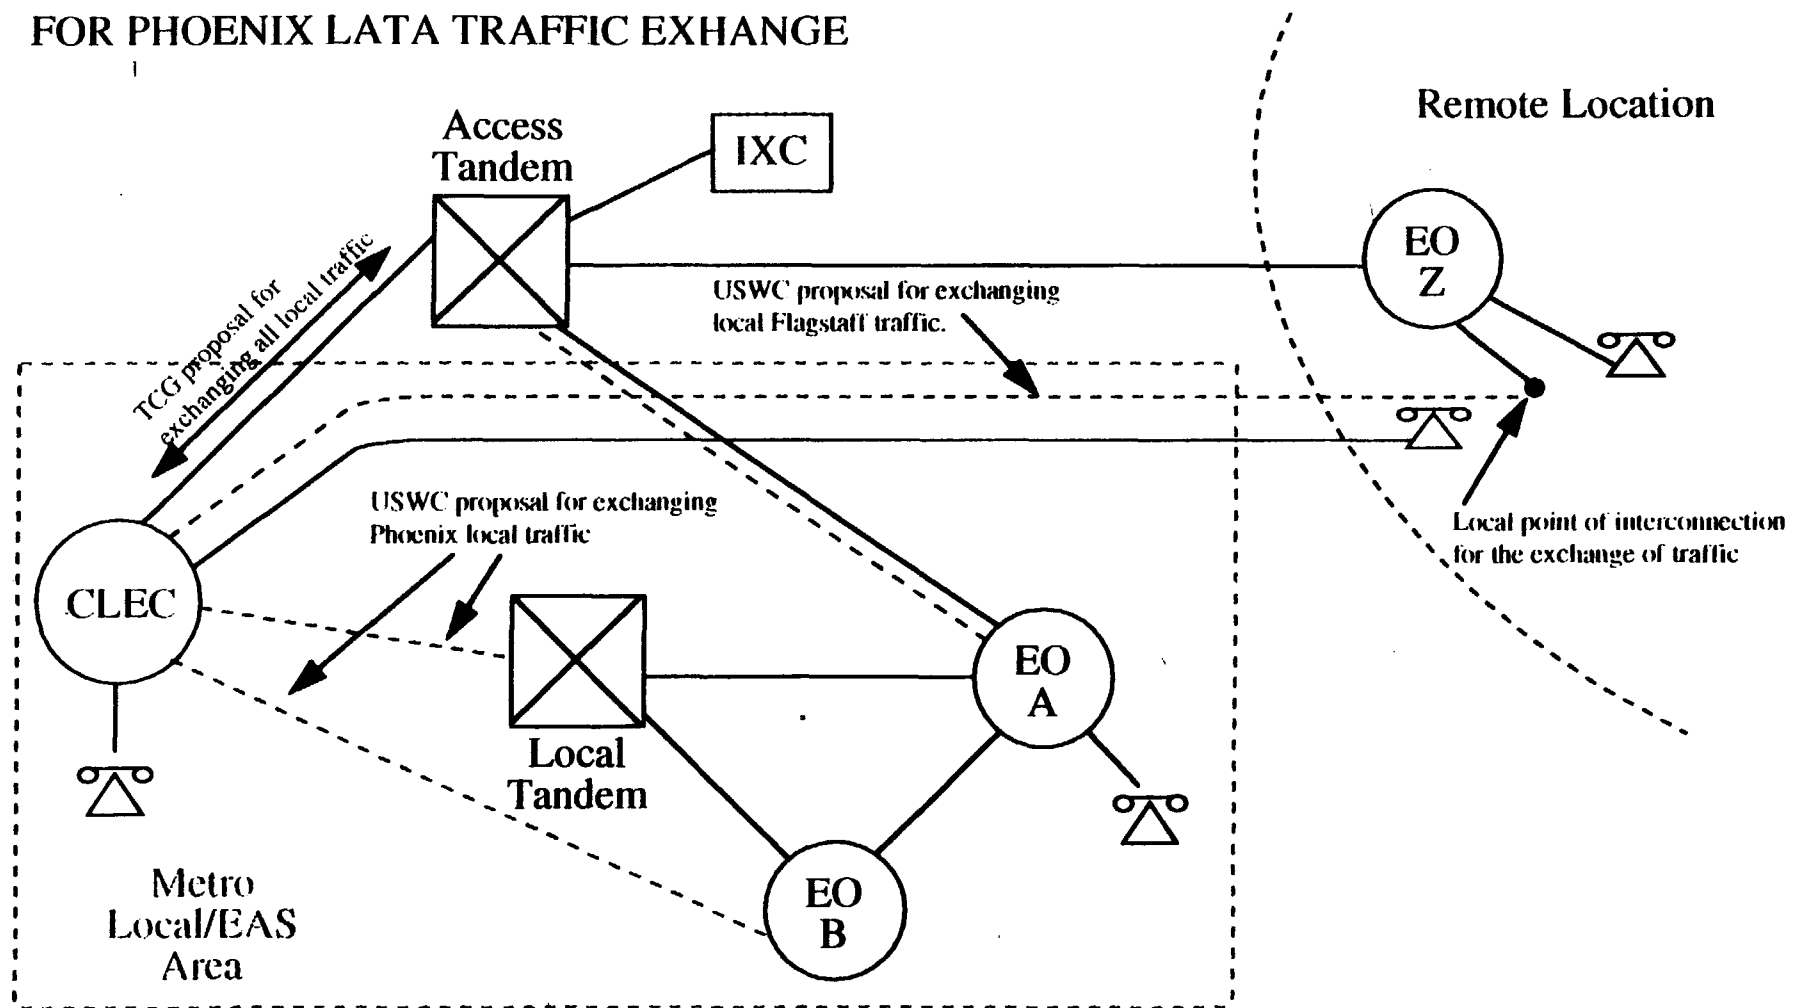 FOR PHOENIX LATA TRAFFIC EXHANGE
Remote Location
Access
Tandem
IXC
EO
Z
TCG proposal for
exchanging all local traffic
USWC proposal for exchanging
local Flagstaff traffic.
USWC proposal for exchanging
Phoenix local traffic
Local point of interconnection
for the exchange of traffic
CLEC
EO
A
Local
Tandem
EO
B
Metro
Local/EAS
Area